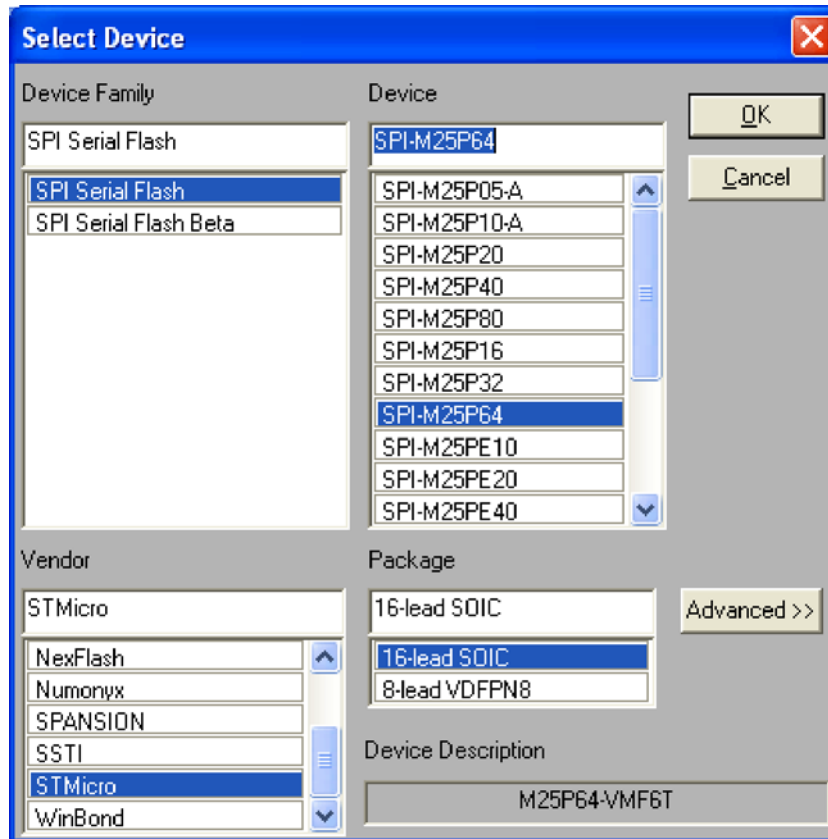 Select Device
Device Family
SPI Serial Flash
SPI Serial Flash
SPI Serial Flash Beta
Device
SPI-M25P64
SPI-M25P05-A
SPI-M25P10-A
SPI-M25P20
SPI-M25P40
SPI-M25P80
SPI-M25P16
SPI-M25P32
SPI-M25P64
SPI-M25PE10
SPI-M25PE20
SPI-M25PE40
OK
Cancel
Vendor
STMicro
NexFlash
Numonyx
SPANSION
SSTI
STMicro
WinBond
Package
16-lead SOIC
16-lead SOIC
8-lead VDFPN8
Advanced >>
Device Description
M25P64-VMF6T